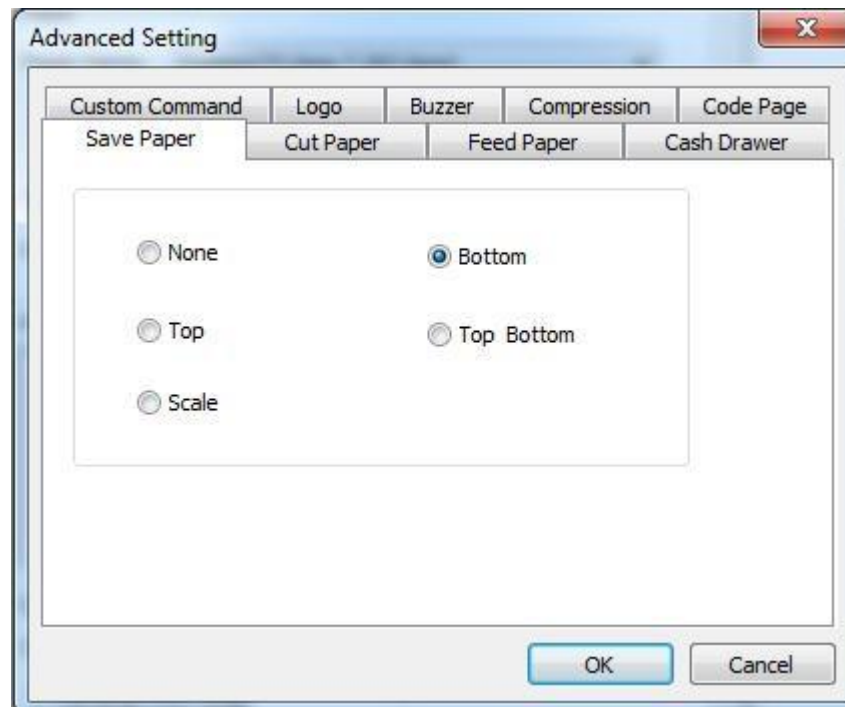 Advanced Setting
Custom Command Logo Buzzer Compression Code Page
Save Paper Cut Paper Feed Paper Cash Drawer
None Bottom
Top Top Bottom
Scale
OK Cancel